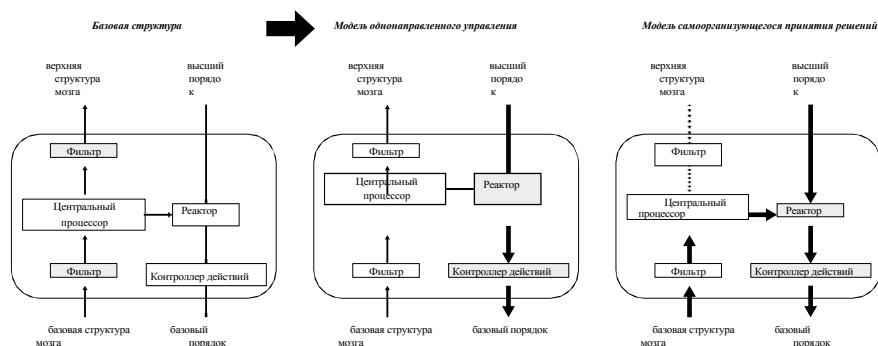 Базовая структура
Модель однонаправленного управления
Модель самоорганизующегося принятия решений
верхняя
структура
мозга
высший
порядо
к
Фильтр
Центральный
процессор
Реактор
Фильтр
Контроллер действий
базовая структура
мозга
базовый
порядок
верхняя
структура
мозга
высший
порядо
к
Фильтр
Центральный
процессор
Реактор
Фильтр
Контроллер действий
базовая структура
мозга
базовый порядок
верхняя
структура
мозга
высший
порядо
к
Фильтр
Центральный
процессор
Реактор
Фильтр
Контроллер действий
базовая структура
мозга
базовый
порядок